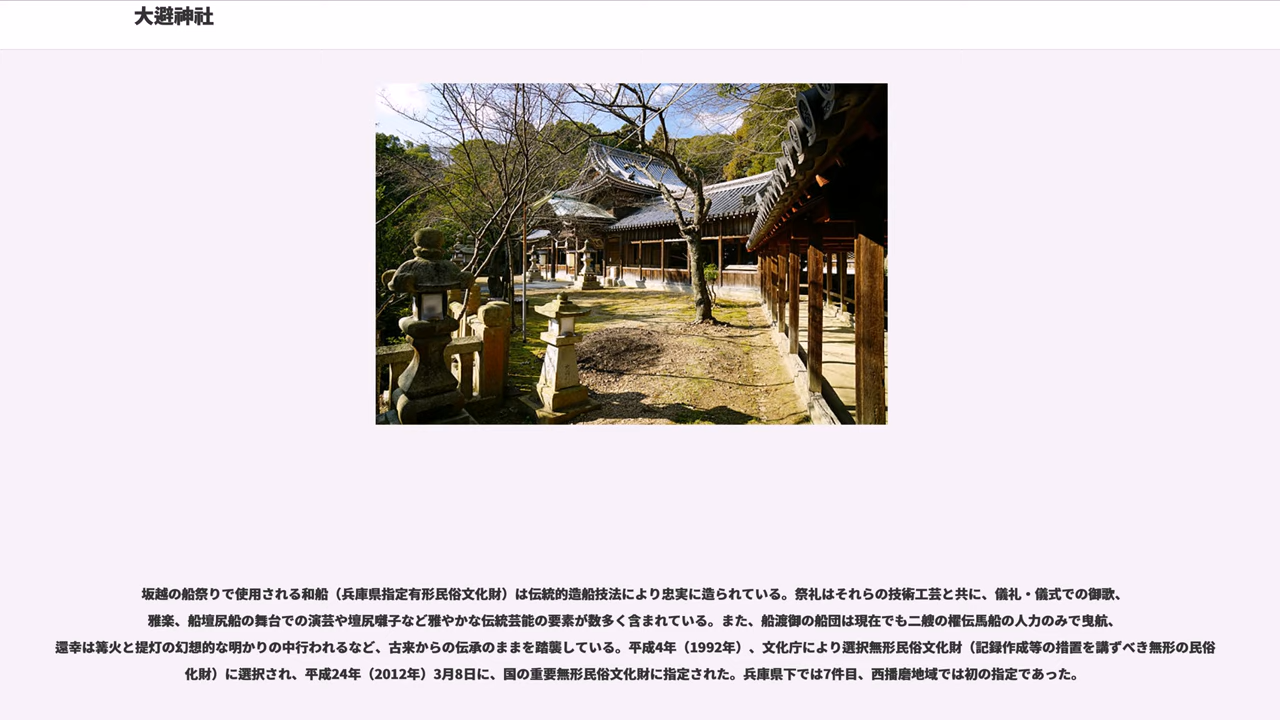 大避神社
坂越の船祭りで使用される和船（兵庫県指定有形民俗文化財）は伝統的造船技法により忠実に造られている。祭礼はそれらの技術工芸と共に、儀礼・儀式での御歌、
雅楽、船壇尻船の舞台での演芸や壇尻囃子など雅やかな伝統芸能の要素が数多く含まれている。また、船渡御の船団は現在でも二艘の櫂伝馬船の人力のみで曳航、
還幸は篝火と提灯の幻想的な明かりの中行われるなど、古来からの伝承のままを踏襲している。平成4年（1992年）、文化庁により選択無形民俗文化財（記録作成等の措置を講ずべき無形の民俗
化財）に選択され、平成24年（2012年）3月8日に、国の重要無形民俗文化財に指定された。兵庫県下では7件目、西播磨地域では初の指定であった。